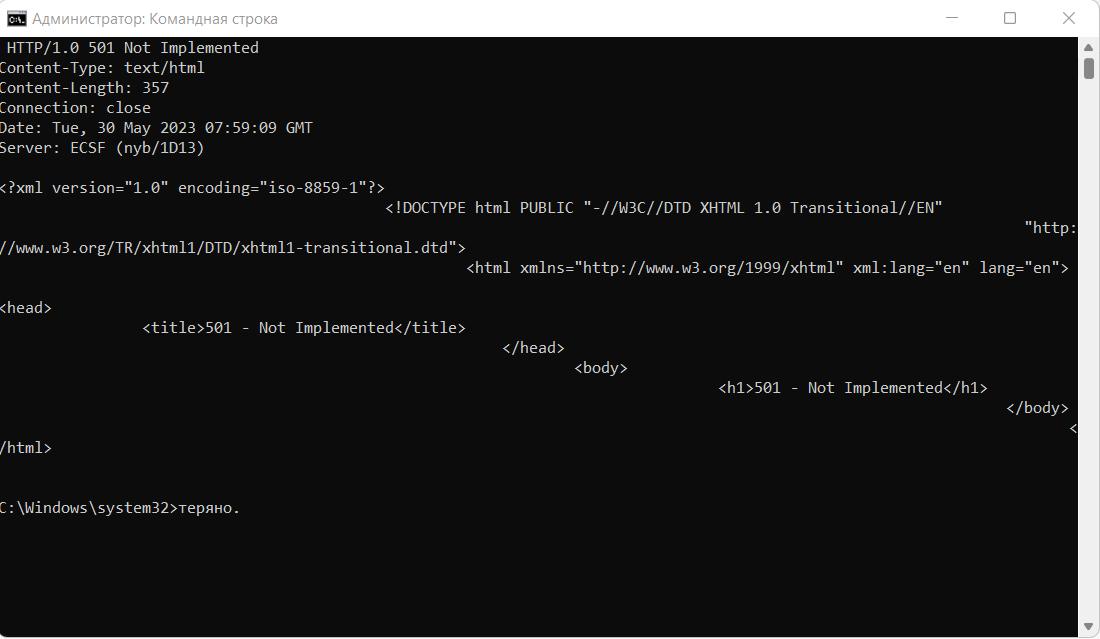 Администратор: Командная строка
HTTP/1.0 501 Not Implemented
Content-Type: text/html
Content-Length: 357
Connection: close
Date: Tue, 30 May 2023 07:59:09 GMT
Server: ECSF (nyb/1D13)
<?xml version="1.0" encoding="iso-8859-1"?>
<!DOCTYPE html PUBLIC "-//W3C//DTD XHTML 1.0 Transitional//EN"
"http:
//www.w3.org/TR/xhtml1/DTD/xhtml1-transitional.dtd">
<html xmlns="http://www.w3.org/1999/xhtml" xml:lang="en" lang="en">
<head>
<title>501 - Not Implemented</title>
</head>
<body>
<h1>501 - Not Implemented</h1>
</body>
<
/html>
C:\Windows\system32>теряно.